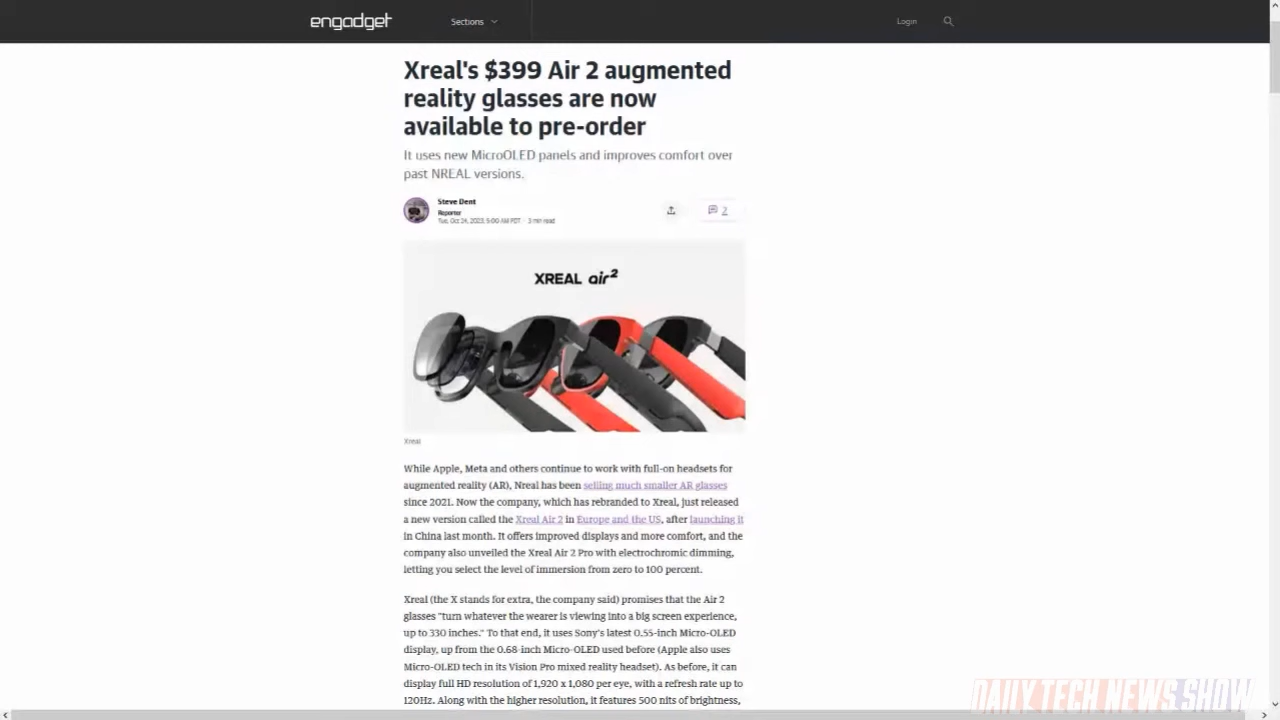 engadget
Sections
Login
Xreal's $399 Air 2 augmented
reality glasses are now
available to pre-order
It uses new MicroOLED panels and improves comfort over
past NREAL versions.
Steve Dent
Reporter
Tue, Oct 24, 2023, 5:00 AM PDT · 3 min read
2
XREAL air²
Xreal
While Apple, Meta and others continue to work with full-on headsets for
augmented reality (AR), Nreal has been selling much smaller AR glasses
since 2021. Now the company, which has rebranded to Xreal, just released
a new version called the Xreal Air 2 in Europe and the US, after launching it
in China last month. It offers improved displays and more comfort, and the
company also unveiled the Xreal Air 2 Pro with electrochromic dimming,
letting you select the level of immersion from zero to 100 percent.
Xreal (the X stands for extra, the company said) promises that the Air 2
glasses "turn whatever the wearer is viewing into a big screen experience,
up to 330 inches." To that end, it uses Sony's latest 0.55-inch Micro-OLED
display, up from the 0.68-inch Micro-OLED used before (Apple also uses
Micro-OLED tech in its Vision Pro mixed reality headset). As before, it can
display full HD resolution of 1,920 x 1,080 per eye, with a refresh rate up to
120Hz. Along with the higher resolution, it features 500 nits of brightness,
DAILY TECH NEWS SHOW